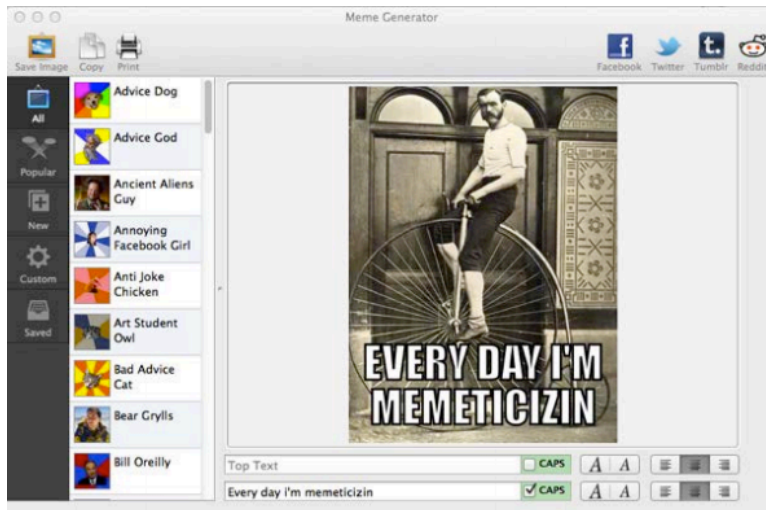 Meme Generator
Save Image Copy Print Facebook Twitter Tumblr Reddit
All
Popular
New
Custom
Saved
Advice Dog
Advice God
Ancient Aliens
Guy
Annoying
Facebook Girl
Anti Joke
Chicken
Art Student
Owl
Bad Advice
Cat
Bear Grylls
Bill Oreilly
EVERY DAY I'M
MEMETICIZIN
Top Text CAPS A A
Every day i'm memeticizin CAPS A A